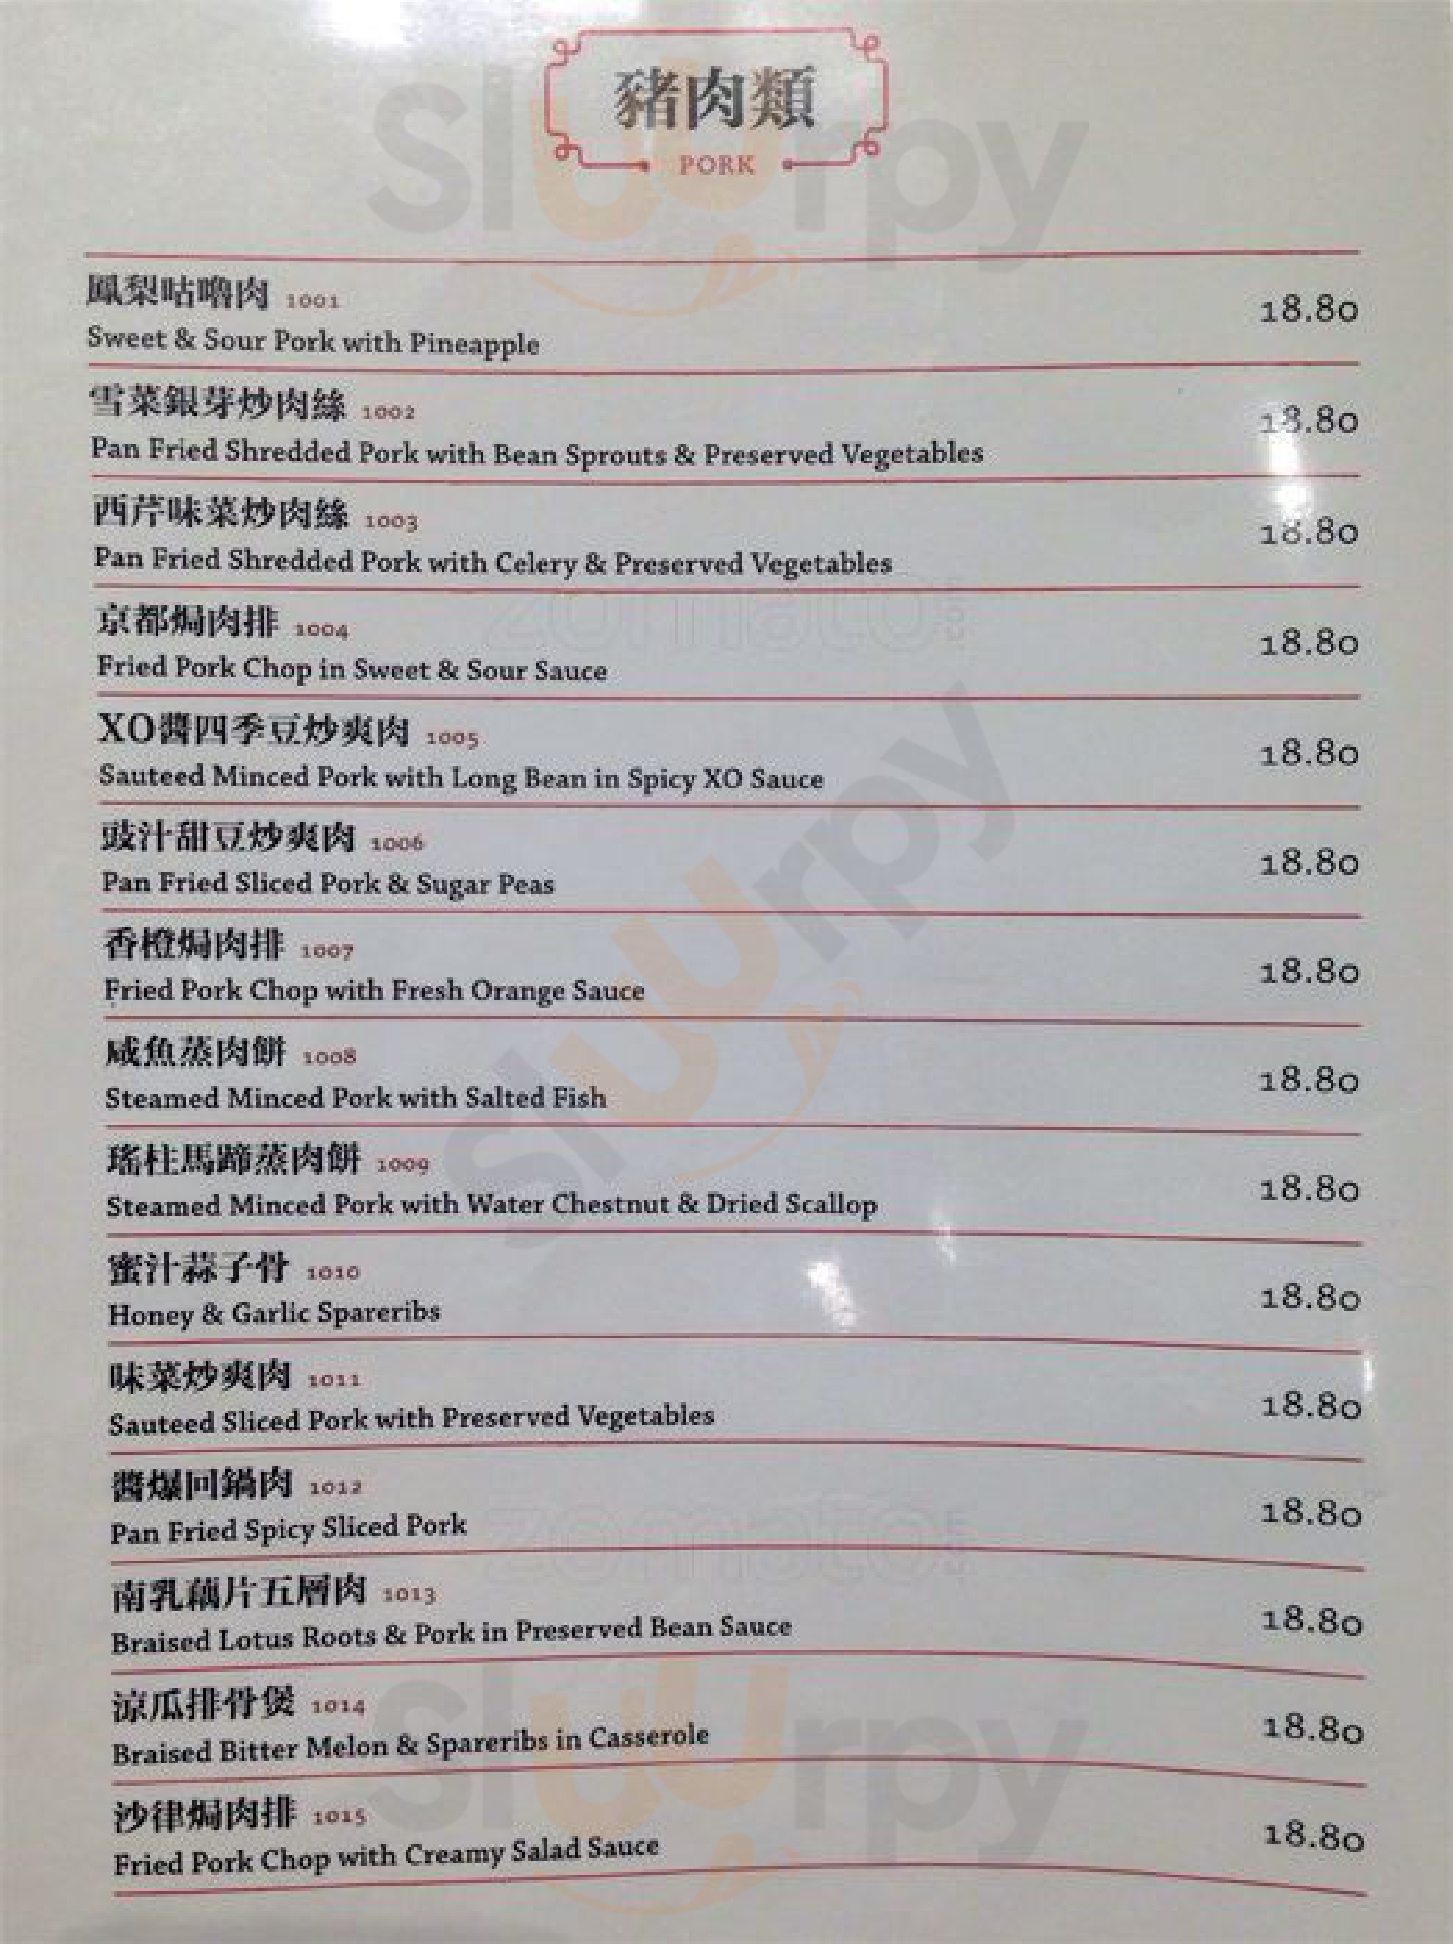 豬肉類
PORK
鳳梨咕嚕肉 1001
18.80
Sweet & Sour Pork with Pineapple
雪菜銀芽炒肉絲 1002
18.80
Pan Fried Shredded Pork with Bean Sprouts & Preserved Vegetables
西芹味菜炒肉絲 1003
18.80
Pan Fried Shredded Pork with Celery & Preserved Vegetables
京都焗肉排 1004
18.80
Fried Pork Chop in Sweet & Sour Sauce
XO醬四季豆炒爽肉 1005
18.80
Sauteed Minced Pork with Long Bean in Spicy XO Sauce
豉汁甜豆炒爽肉 1006
18.80
Pan Fried Sliced Pork & Sugar Peas
香橙焗肉排 1007
18.80
Fried Pork Chop with Fresh Orange Sauce
咸魚蒸肉餅 1008
18.80
Steamed Minced Pork with Salted Fish
瑤柱馬蹄蒸肉餅 1009
18.80
Steamed Minced Pork with Water Chestnut & Dried Scallop
蜜汁蒜子骨 1010
18.80
Honey & Garlic Spareribs
味菜炒爽肉 1011
18.80
Sauteed Sliced Pork with Preserved Vegetables
醬爆回鍋肉 1012
18.80
Pan Fried Spicy Sliced Pork
南乳藕片五層肉 1013
18.80
Braised Lotus Roots & Pork in Preserved Bean Sauce
涼瓜排骨煲 1014
18.80
Braised Bitter Melon & Spareribs in Casserole
沙律焗肉排 1015
18.80
Fried Pork Chop with Creamy Salad Sauce
Sluurpy
zomato
Sluurpy
zomato
Sluurpy